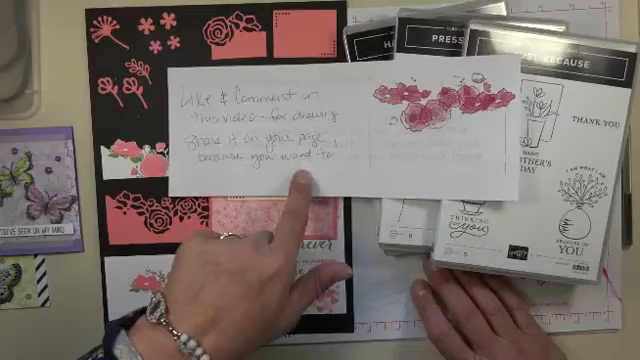 Like & Comment on
this video - for drawing
Share it on your page,
because you want to
PRESS
JUST BECAUSE
THANK YOU
MOTHER'S
DAY
I AM WHAT I AM
THINKING
of you
BECAUSE OF
YOU
YOU'VE BEEN ON MY MIND